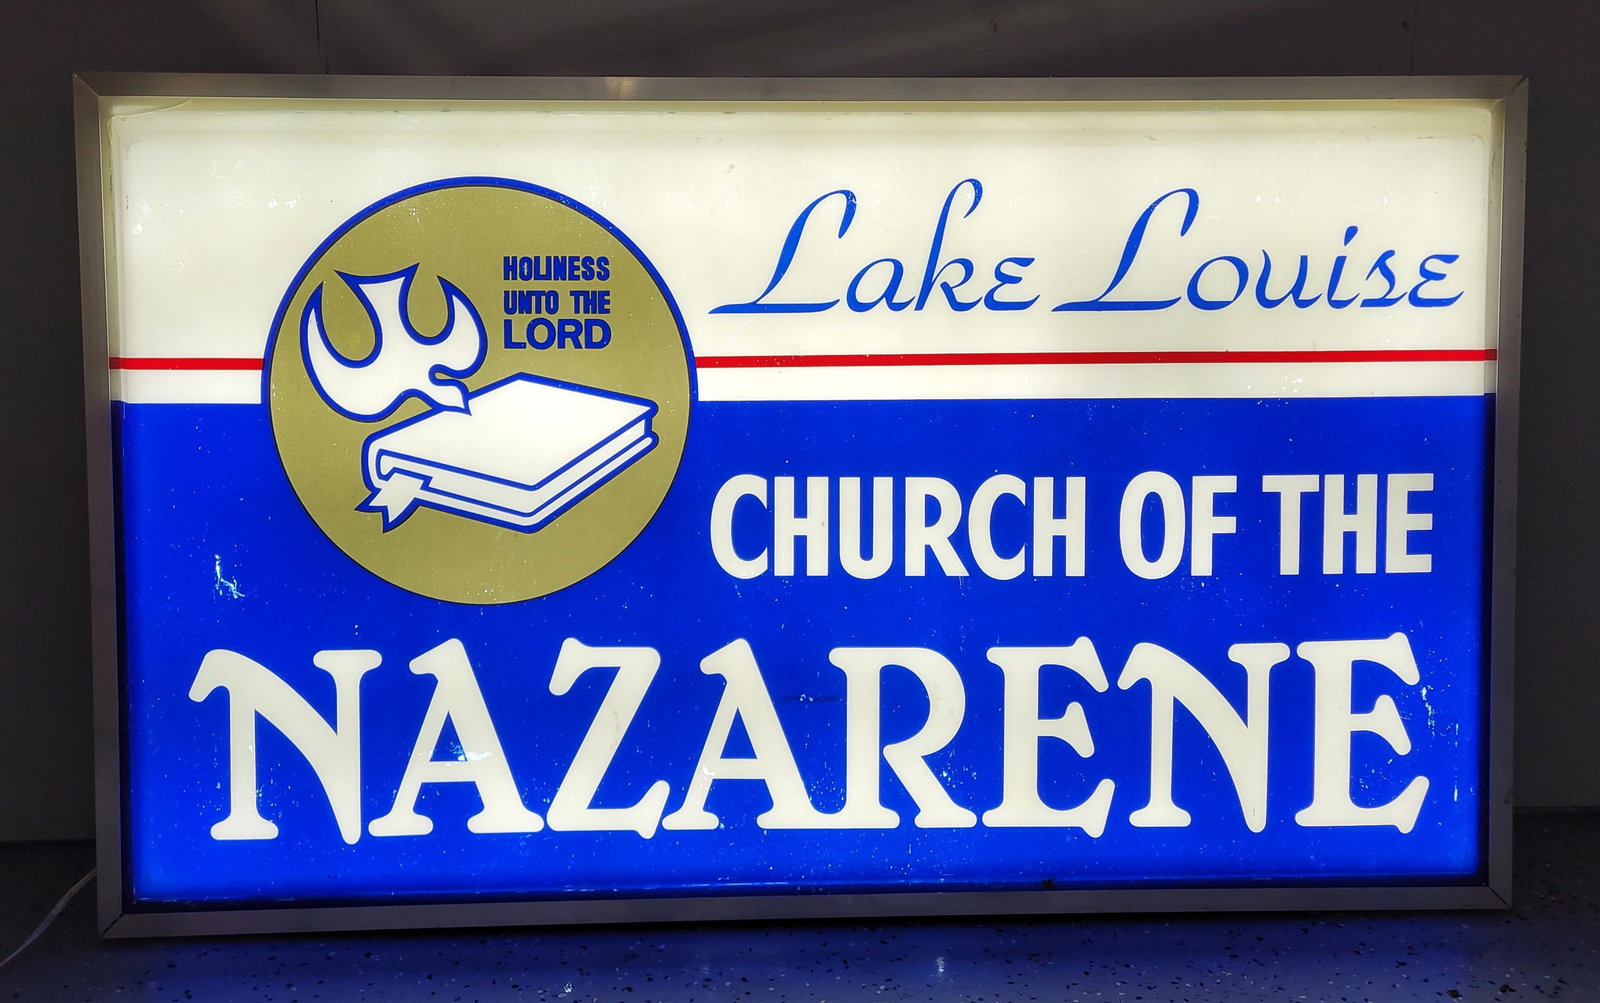 HOLINESS
UNTO THE
LORD
Lake Louise
CHURCH OF THE
NAZARENE